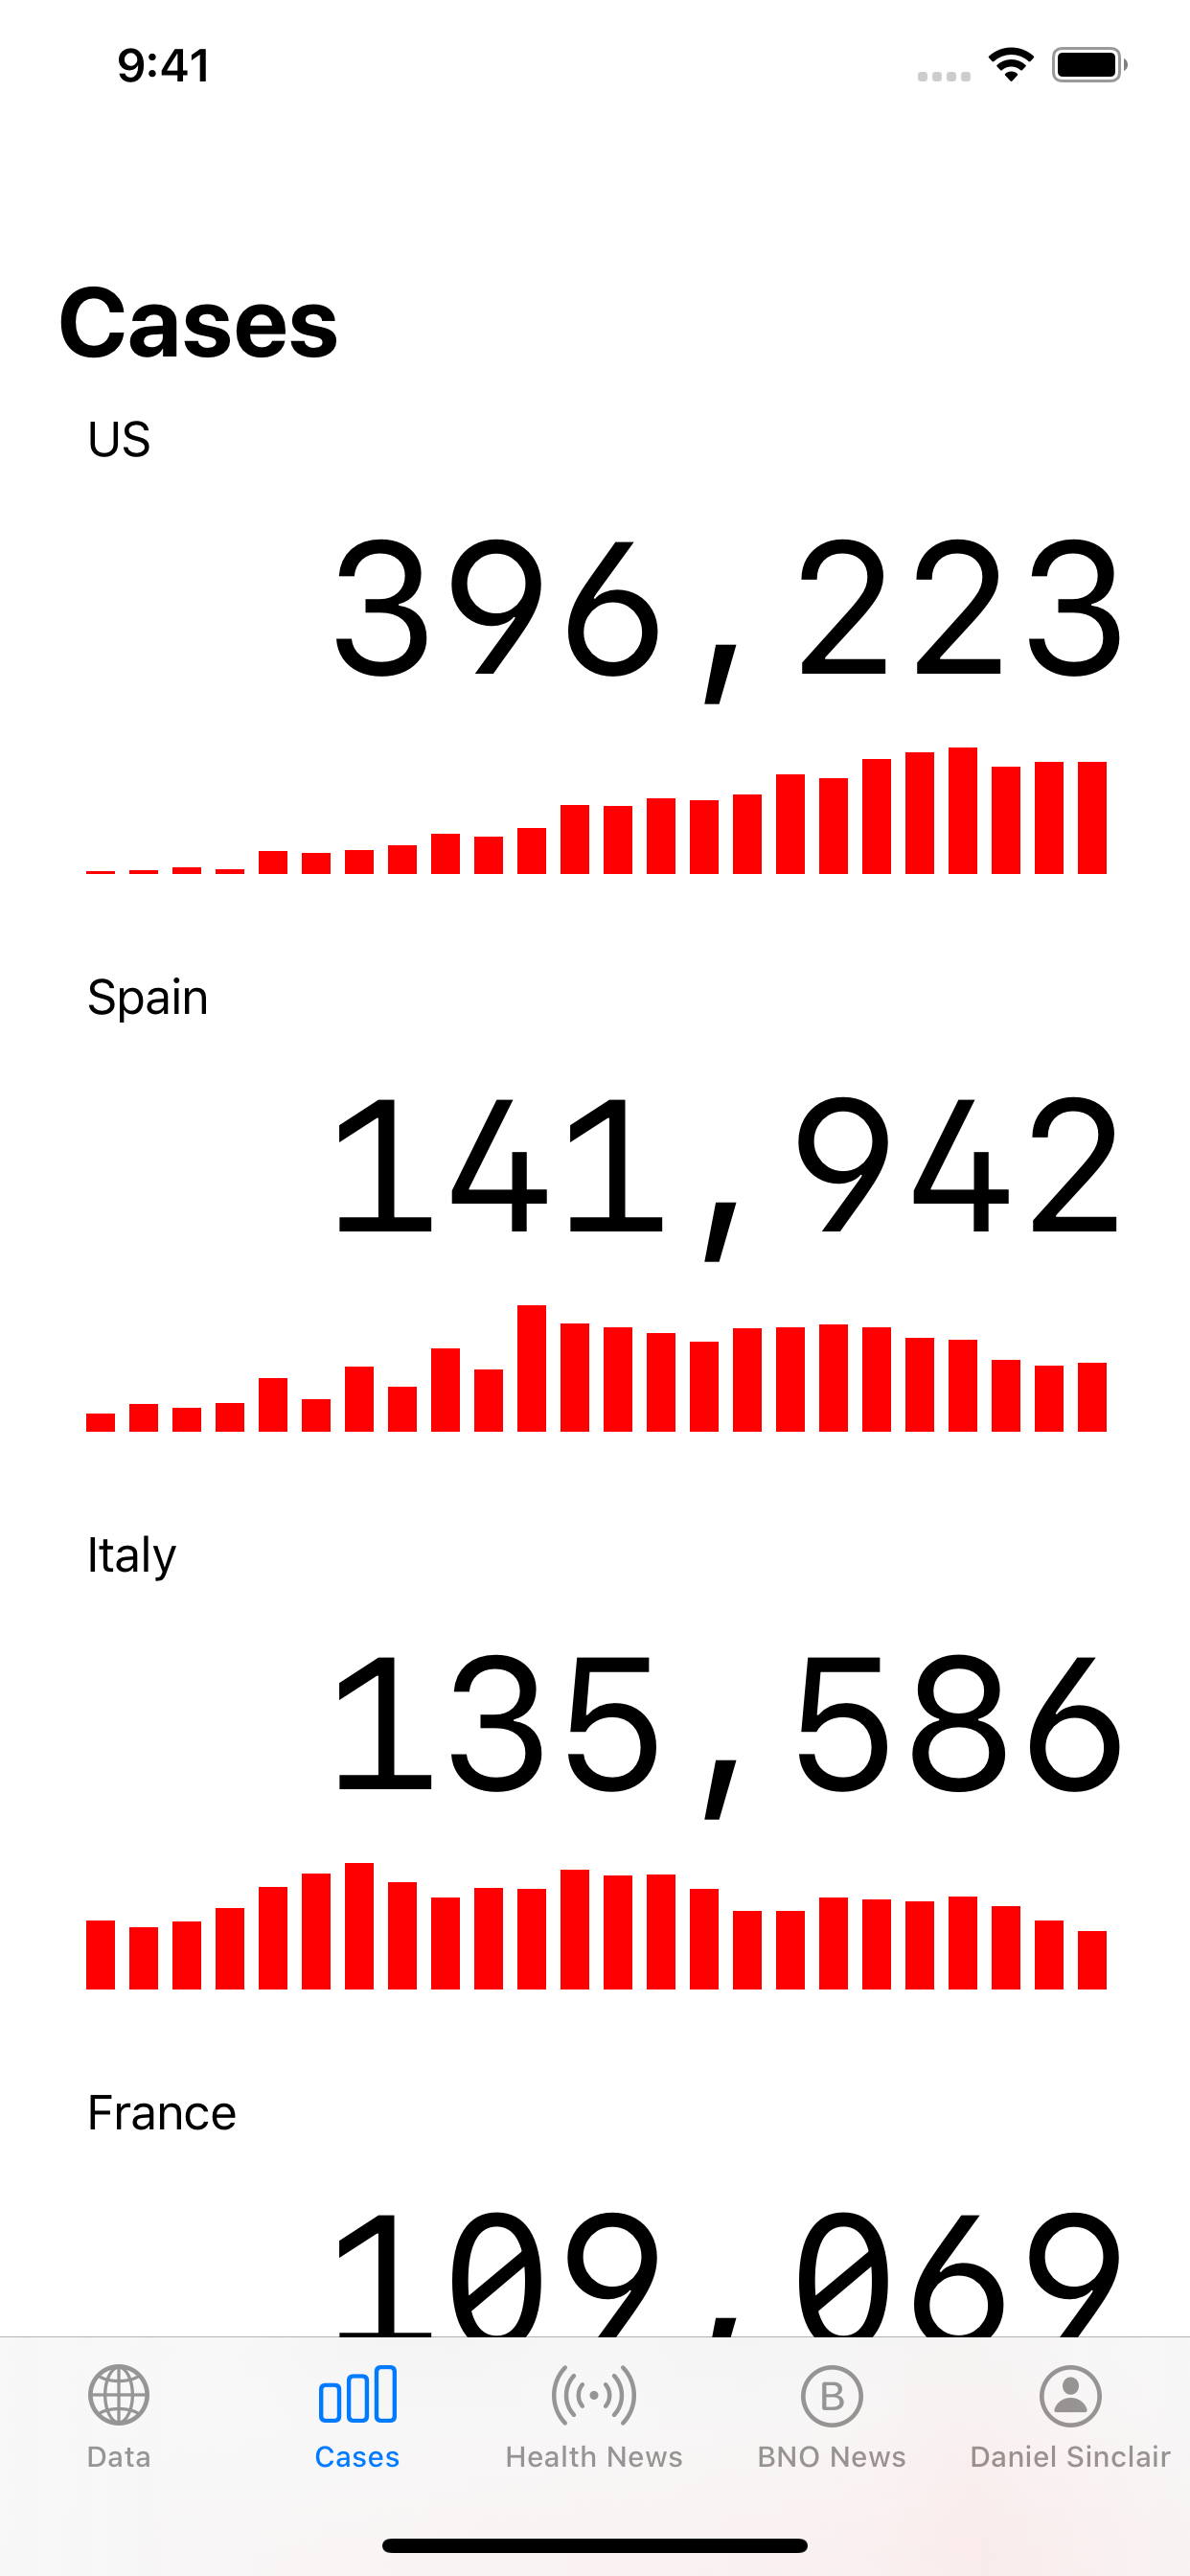 9:41
Cases
US
396,223
Spain
141,942
Italy
135,586
France
109,069
Data
Cases
Health News
B
BNO News
Daniel Sinclair